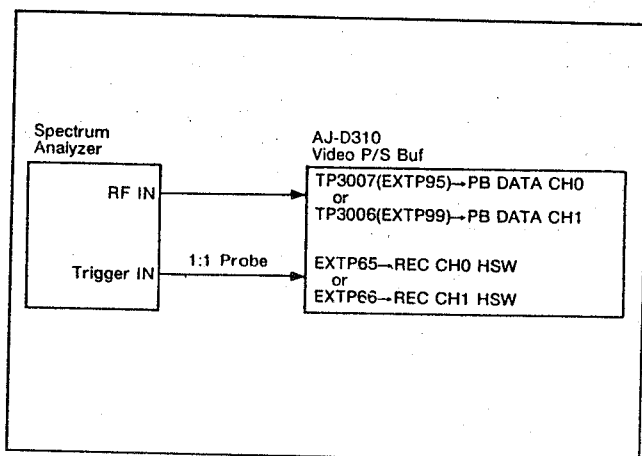 Spectrum
Analyzer
RF IN
Trigger IN
1:1 Probe
AJ-D310
Video P/S Buf
TP3007(EXTP95)→PB DATA CH0
or
TP3006(EXTP99)→PB DATA CH1
EXTP65→REC CH0 HSW
or
EXTP66→REC CH1 HSW